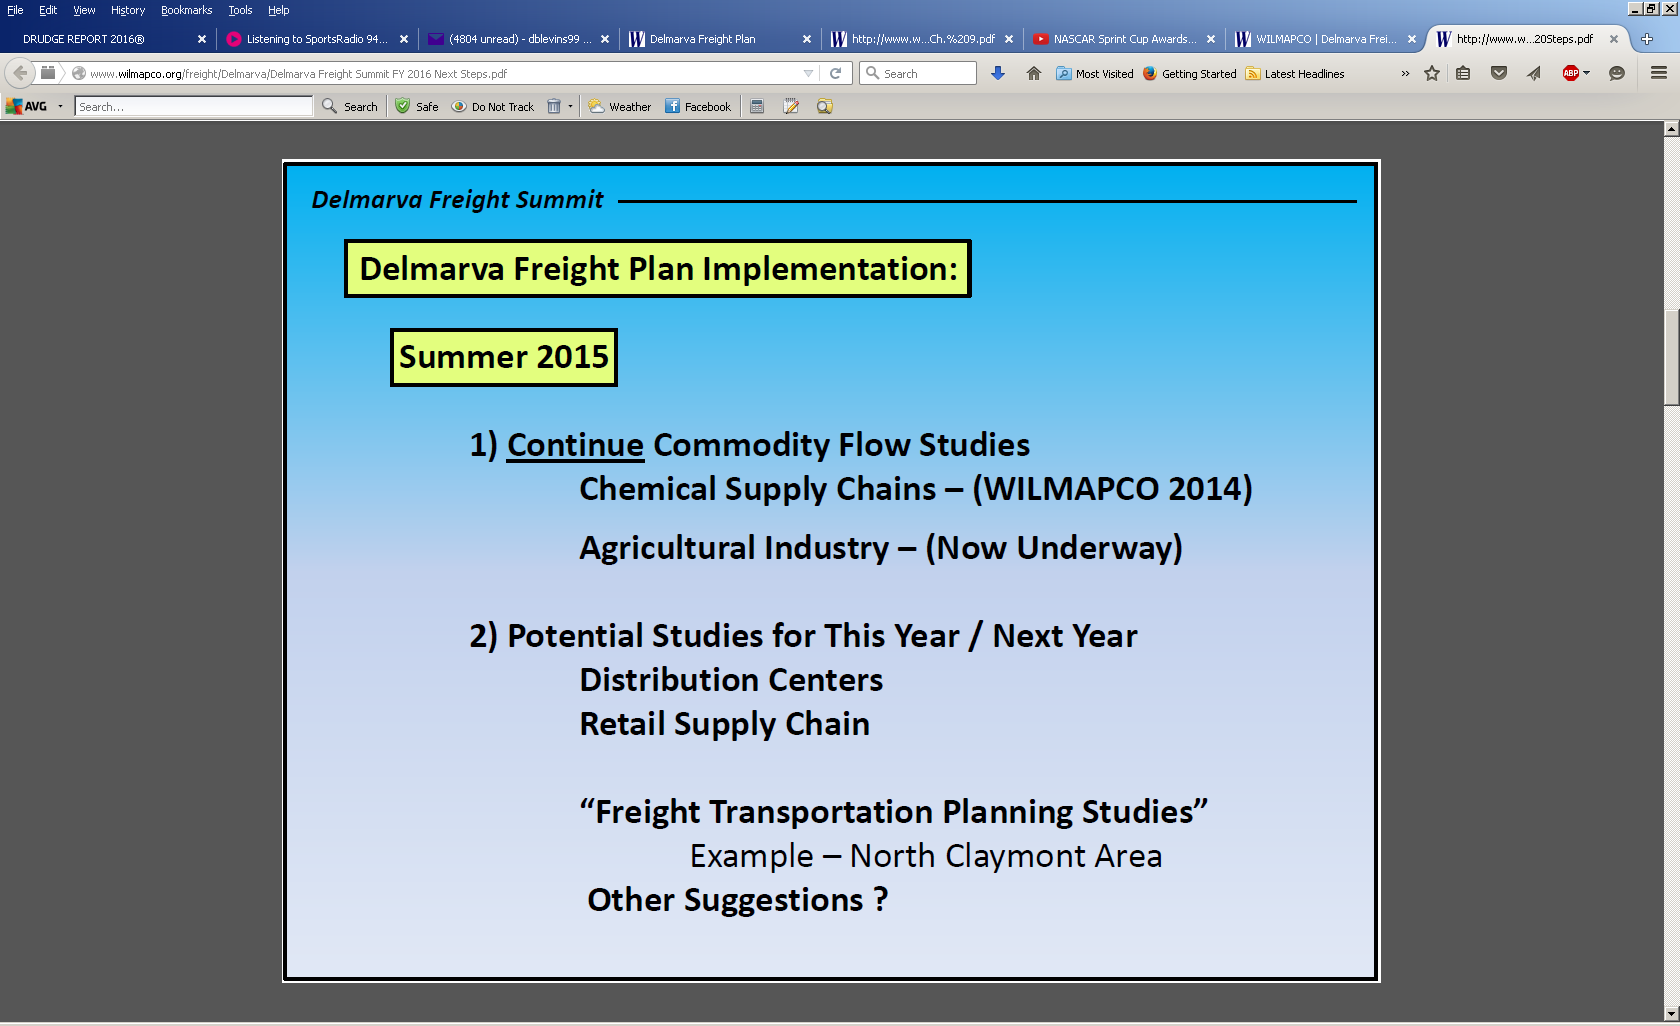 File Edit View History Bookmarks Tools Help
DRUDGE REPORT 2016® Listening to SportsRadio 94... (4804 unread) - dblevins99 ... Delmarva Freight Plan http://www.w...Ch.%209.pdf NASCAR Sprint Cup Awards... WILMAPCO | Delmarva Frei... http://www.w...20Steps.pdf
www.wilmapco.org/freight/Delmarva/Delmarva Freight Summit FY 2016 Next Steps.pdf Search Most Visited Getting Started Latest Headlines » ABP
AVG Search... Search Safe Do Not Track Weather Facebook
Delmarva Freight Summit
Delmarva Freight Plan Implementation:
Summer 2015
1) Continue Commodity Flow Studies
Chemical Supply Chains – (WILMAPCO 2014)
Agricultural Industry – (Now Underway)
2) Potential Studies for This Year / Next Year
Distribution Centers
Retail Supply Chain
“Freight Transportation Planning Studies”
Example – North Claymont Area
Other Suggestions ?